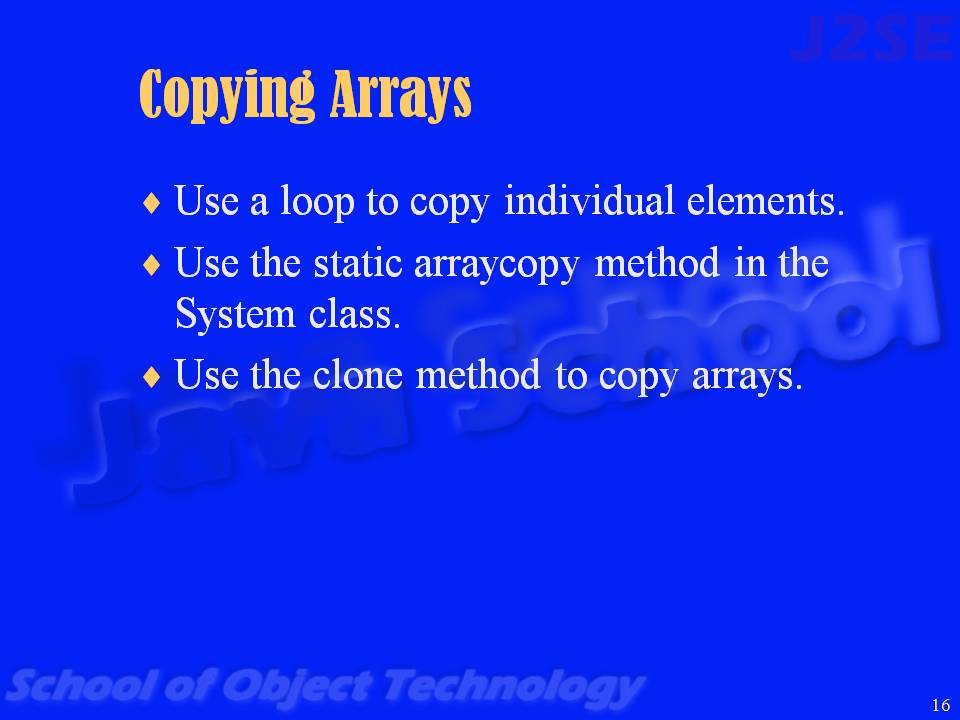 J2SE
Copying Arrays
♦ Use a loop to copy individual elements.
♦ Use the static arraycopy method in the
System class.
♦ Use the clone method to copy arrays.
Java School
School of Object Technology
16